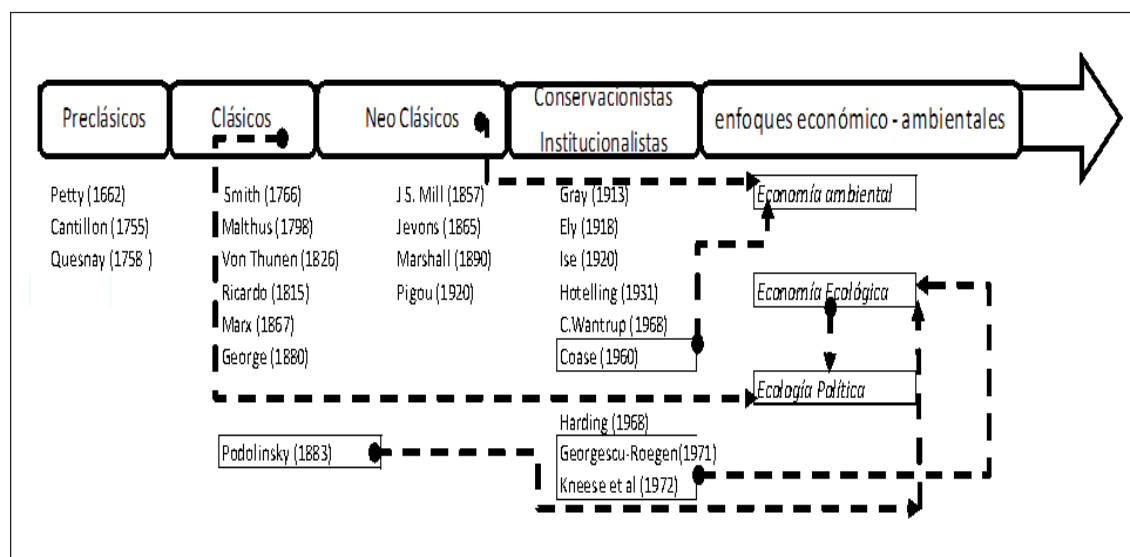 Preclásicos
Clásicos
Neo Clásicos
Conservacionistas
Institucionalistas
enfoques económico - ambientales
Petty (1662)
Cantillon (1755)
Quesnay (1758 )
Smith (1766)
Malthus (1798)
Von Thunen (1826)
Ricardo (1815)
Marx (1867)
George (1880)
Podolinsky (1883)
J.S. Mill (1857)
Jevons (1865)
Marshall (1890)
Pigou (1920)
Gray (1913)
Ely (1918)
Ise (1920)
Hotelling (1931)
C.Wantrup (1968)
Coase (1960)
Harding (1968)
Georgescu-Roegen(1971)
Kneese et al (1972)
Economía ambiental
Economía Ecológica
Ecología Política